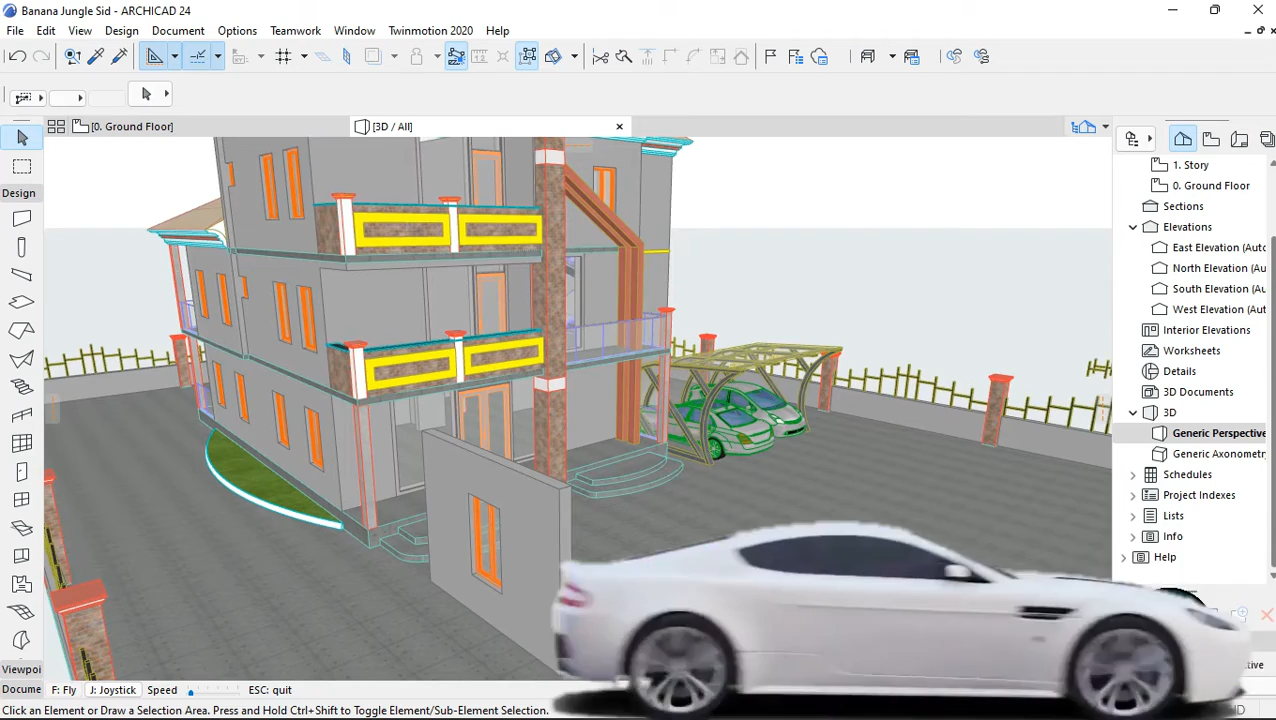 Banana Jungle Sid - ARCHICAD 24
File Edit View Design Document Options Teamwork Window Twinmotion 2020 Help
[0. Ground Floor]
[3D / All]
Design
1. Story
0. Ground Floor
Sections
Elevations
East Elevation (Auto
North Elevation (Aut
South Elevation (Aut
West Elevation (Auto
Interior Elevations
Worksheets
Details
3D Documents
3D
Generic Perspective
Generic Axonometr
Schedules
Project Indexes
Lists
Info
Help
Viewpoi
Docume
F: Fly J: Joystick Speed ESC: quit
Click an Element or Draw a Selection Area. Press and Hold Ctrl+Shift to Toggle Element/Sub-Element Selection.